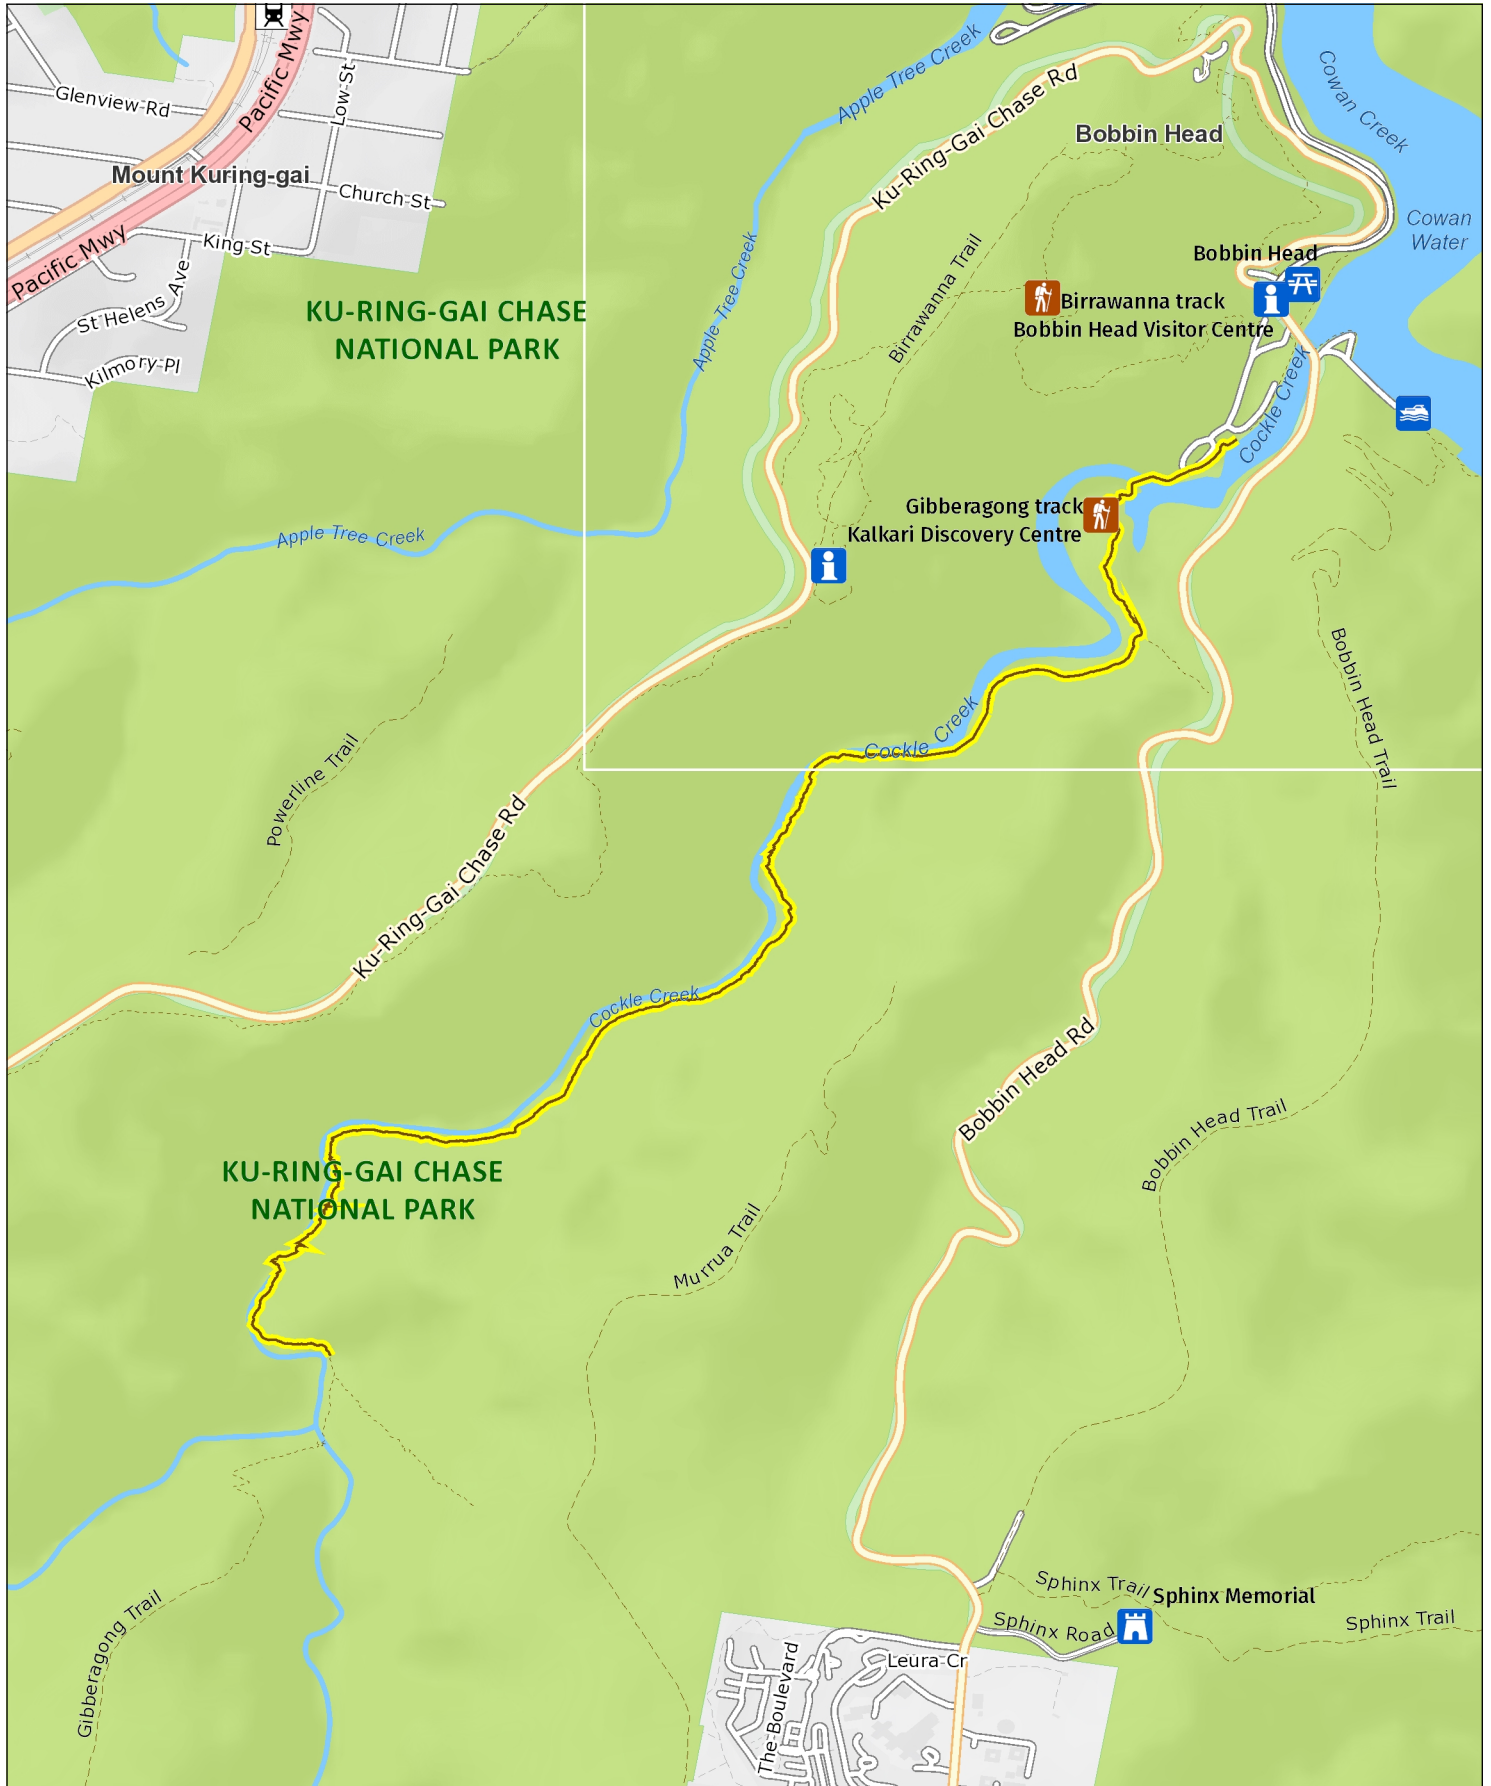 Glenview Rd
Pacific Mwy
Low St
Mount Kuring-gai
Church St
King St
Pacific Mwy
St Helens Ave
Kilmory Pl
KU-RING-GAI CHASE
NATIONAL PARK
Apple Tree Creek
Ku-Ring-Gai Chase Rd
Bobbin Head
Cowan Creek
Cowan
Water
Apple Tree Creek
Birrawanna Trail
Bobbin Head
Birrawanna track
Bobbin Head Visitor Centre
Cockle Creek
Gibberagong track
Kalkari Discovery Centre
Apple Tree Creek
Bobbin Head Trail
Cockle Creek
Powerline Trail
Ku-Ring-Gai Chase Rd
Cockle Creek
Bobbin Head Rd
Bobbin Head Trail
KU-RING-GAI CHASE
NATIONAL PARK
Murrua Trail
Gibberagong Trail
Sphinx Trail
Sphinx Memorial
Sphinx Road
Sphinx Trail
Leura Cr
The Boulevard